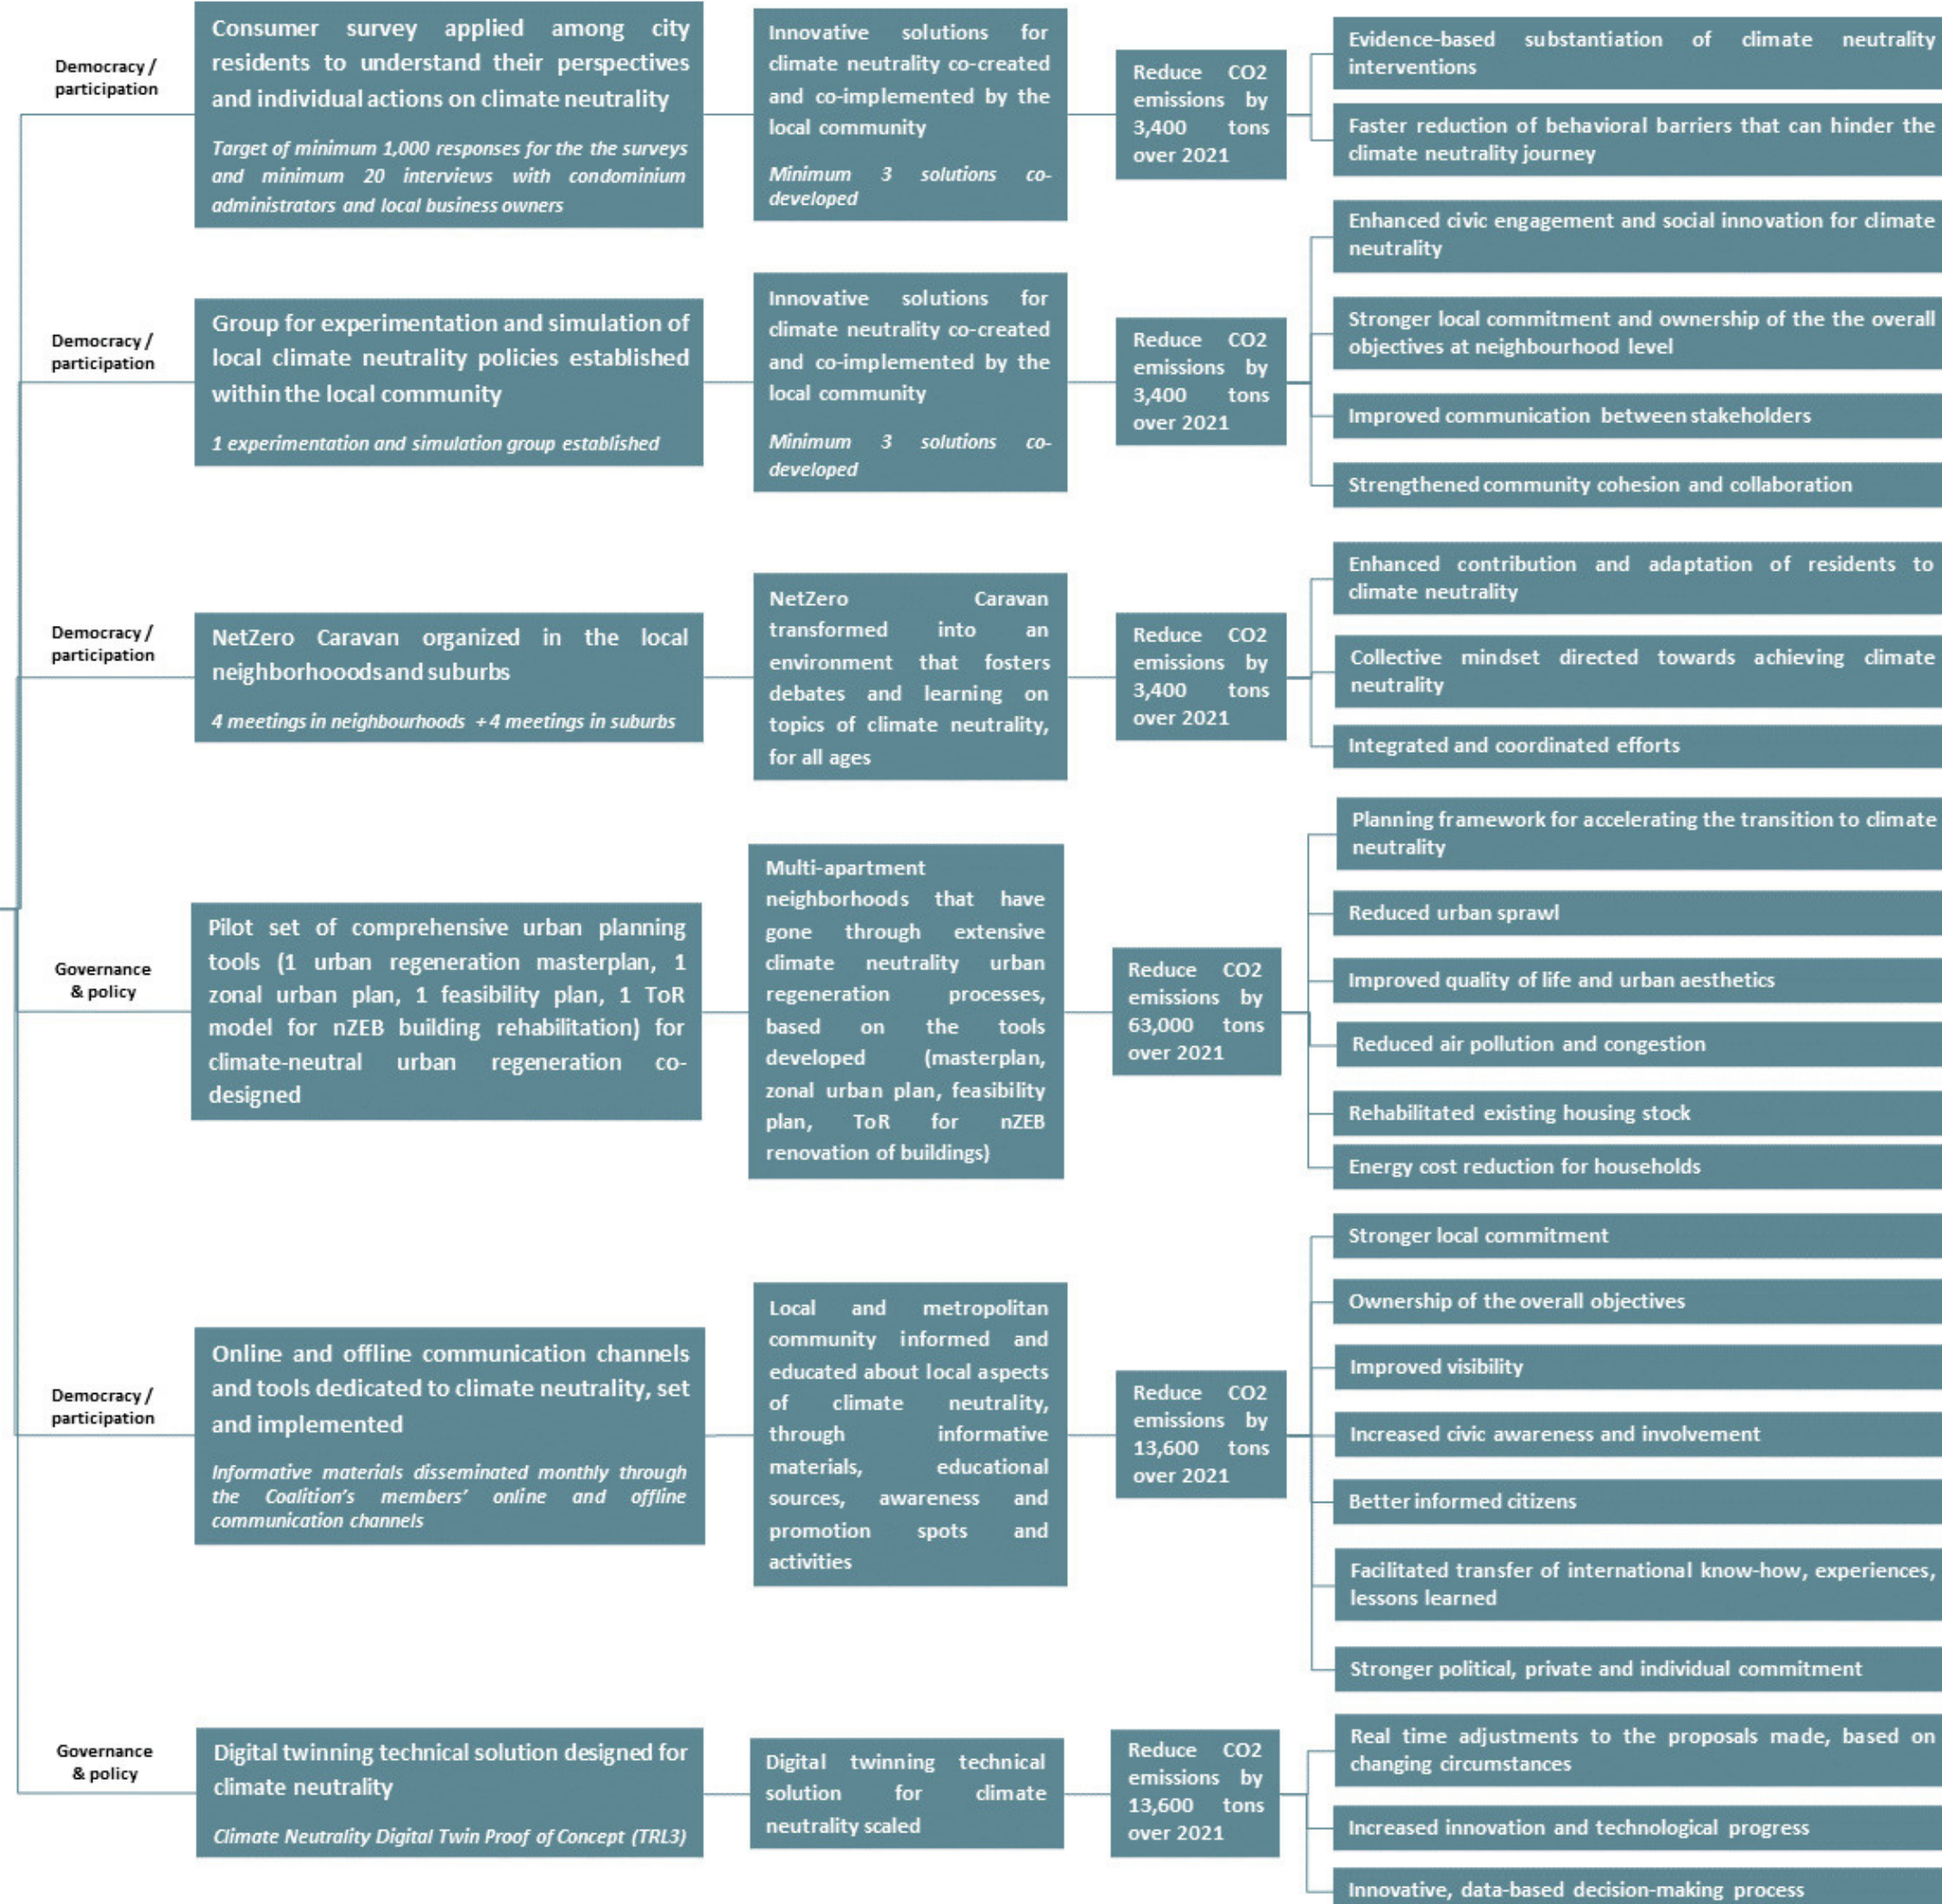 Democracy /
participation
Consumer survey applied among city
residents to understand their perspectives
and individual actions on climate neutrality
Target of minimum 1,000 responses for the the surveys
and minimum 20 interviews with condominium
administrators and local business owners
Innovative solutions for
climate neutrality co-created
and co-implemented by the
local community
Minimum 3 solutions co-
developed
Reduce CO2
emissions by
3,400 tons
over 2021
Evidence-based substantiation of climate neutrality
interventions
Faster reduction of behavioral barriers that can hinder the
climate neutrality journey
Democracy /
participation
Group for experimentation and simulation of
local climate neutrality policies established
within the local community
1 experimentation and simulation group established
Innovative solutions for
climate neutrality co-created
and co-implemented by the
local community
Minimum 3 solutions co-
developed
Reduce CO2
emissions by
3,400 tons
over 2021
Enhanced civic engagement and social innovation for climate
neutrality
Stronger local commitment and ownership of the the overall
objectives at neighbourhood level
Improved communication between stakeholders
Strengthened community cohesion and collaboration
Democracy /
participation
NetZero Caravan organized in the local
neighborhooods and suburbs
4 meetings in neighbourhoods + 4 meetings in suburbs
NetZero Caravan
transformed into an
environment that fosters
debates and learning on
topics of climate neutrality,
for all ages
Reduce CO2
emissions by
3,400 tons
over 2021
Enhanced contribution and adaptation of residents to
climate neutrality
Collective mindset directed towards achieving climate
neutrality
Integrated and coordinated efforts
Governance
& policy
Pilot set of comprehensive urban planning
tools (1 urban regeneration masterplan, 1
zonal urban plan, 1 feasibility plan, 1 ToR
model for nZEB building rehabilitation) for
climate-neutral urban regeneration co-
designed
Multi-apartment
neighborhoods that have
gone through extensive
climate neutrality urban
regeneration processes,
based on the tools
developed (masterplan,
zonal urban plan, feasibility
plan, ToR for nZEB
renovation of buildings)
Reduce CO2
emissions by
63,000 tons
over 2021
Planning framework for accelerating the transition to climate
neutrality
Reduced urban sprawl
Improved quality of life and urban aesthetics
Reduced air pollution and congestion
Rehabilitated existing housing stock
Energy cost reduction for households
Democracy /
participation
Online and offline communication channels
and tools dedicated to climate neutrality, set
and implemented
Informative materials disseminated monthly through
the Coalition's members' online and offline
communication channels
Local and metropolitan
community informed and
educated about local aspects
of climate neutrality,
through informative
materials, educational
sources, awareness and
promotion spots and
activities
Reduce CO2
emissions by
13,600 tons
over 2021
Stronger local commitment
Ownership of the overall objectives
Improved visibility
Increased civic awareness and involvement
Better informed citizens
Facilitated transfer of international know-how, experiences,
lessons learned
Stronger political, private and individual commitment
Governance
& policy
Digital twinning technical solution designed for
climate neutrality
Climate Neutrality Digital Twin Proof of Concept (TRL3)
Digital twinning technical
solution for climate
neutrality scaled
Reduce CO2
emissions by
13,600 tons
over 2021
Real time adjustments to the proposals made, based on
changing circumstances
Increased innovation and technological progress
Innovative, data-based decision-making process